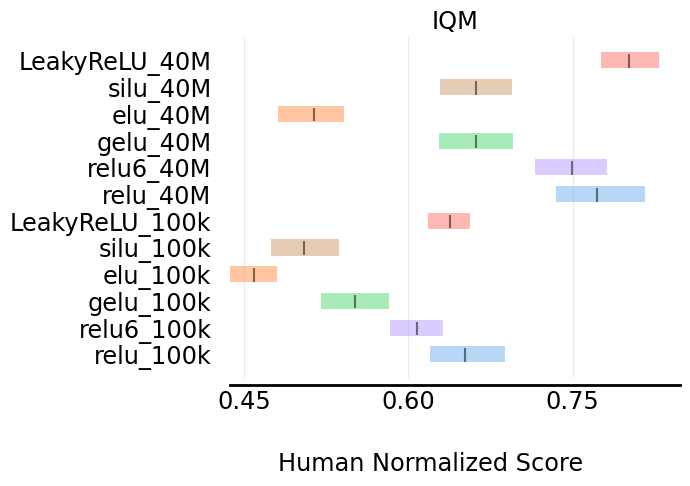 IQM
LeakyReLU_40M
silu_40M
elu_40M
gelu_40M
relu6_40M
relu_40M
LeakyReLU_100k
silu_100k
elu_100k
gelu_100k
relu6_100k
relu_100k
0.45 0.60 0.75
Human Normalized Score